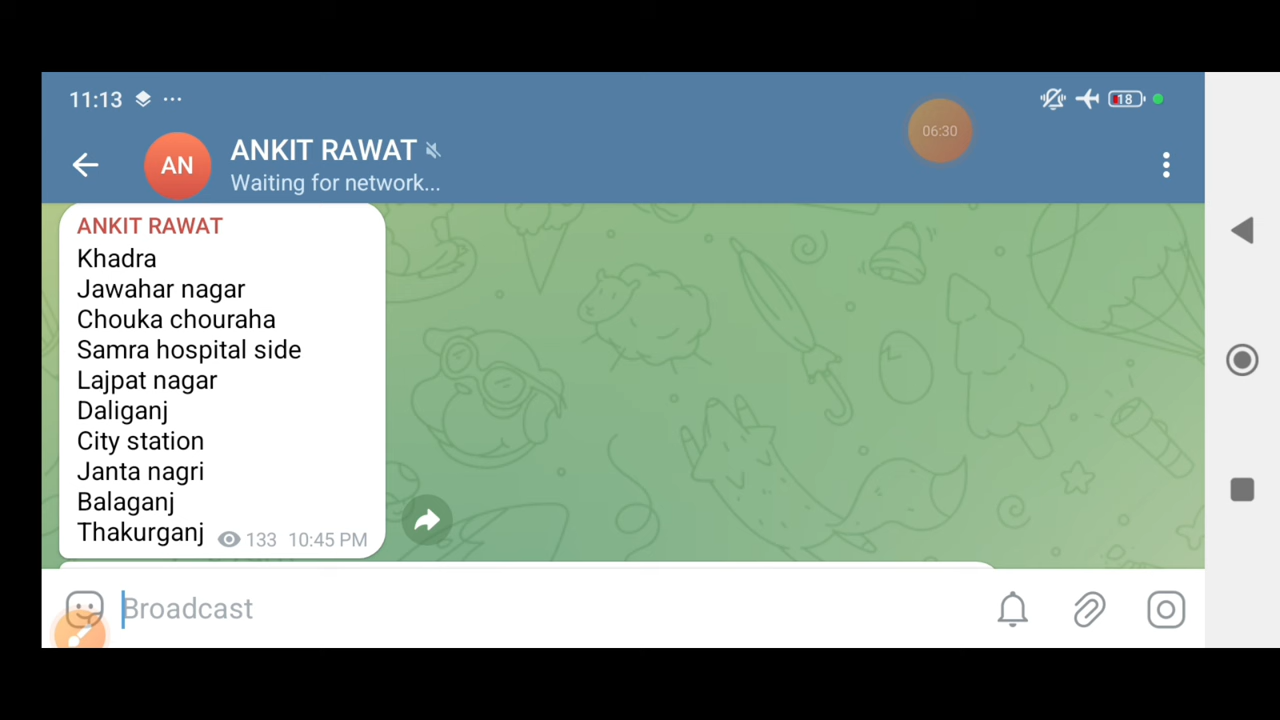 11:13 ...
18
06:30
AN
ANKIT RAWAT
Waiting for network...
ANKIT RAWAT
Khadra
Jawahar nagar
Chouka chouraha
Samra hospital side
Lajpat nagar
Daliganj
City station
Janta nagri
Balaganj
Thakurganj
133 10:45 PM
Broadcast